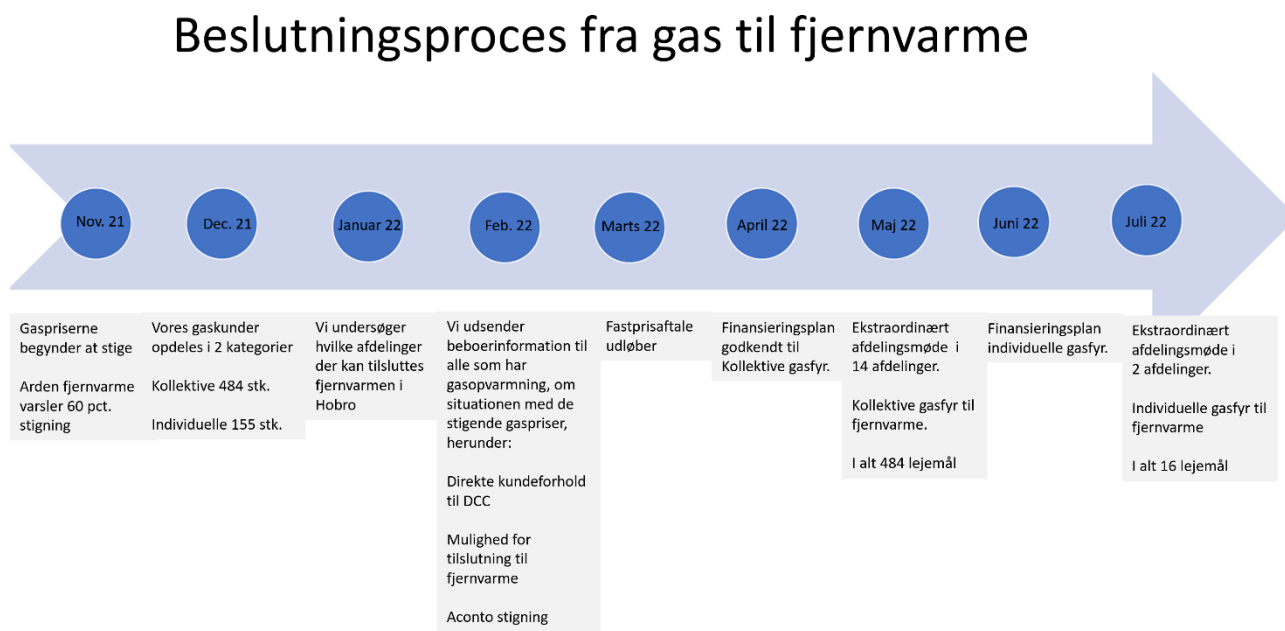 Beslutningsproces fra gas til fjernvarme
Nov. 21
Dec. 21
Januar 22
Feb. 22
Marts 22
April 22
Maj 22
Juni 22
Juli 22
Gaspriserne
begynder at stige
Arden fjernvarme
varsler 60 pct.
stigning
Vores gaskunder
opdeles i 2 kategorier
Kollektive 484 stk.
Individuelle 155 stk.
Vi undersøger
hvilke afdelinger
der kan tilsluttes
fjernvarmen i
Hobro
Vi udsender
beboerinformation til
alle som har
gasopvarmning, om
situationen med de
stigende gaspriser,
herunder:
Direkte kundeforhold
til DCC
Mulighed for
tilslutning til
fjernvarme
Aconto stigning
Fastprisaftale
udløber
Finansieringsplan
godkendt til
Kollektive gasfyr.
Ekstraordinært
afdelingsmøde i
14 afdelinger.
Kollektive gasfyr til
fjernvarme.
I alt 484 lejemål
Finansieringsplan
individuelle gasfyr.
Ekstraordinært
afdelingsmøde i
2 afdelinger.
Individuelle gasfyr til
fjernvarme
I alt 16 lejemål